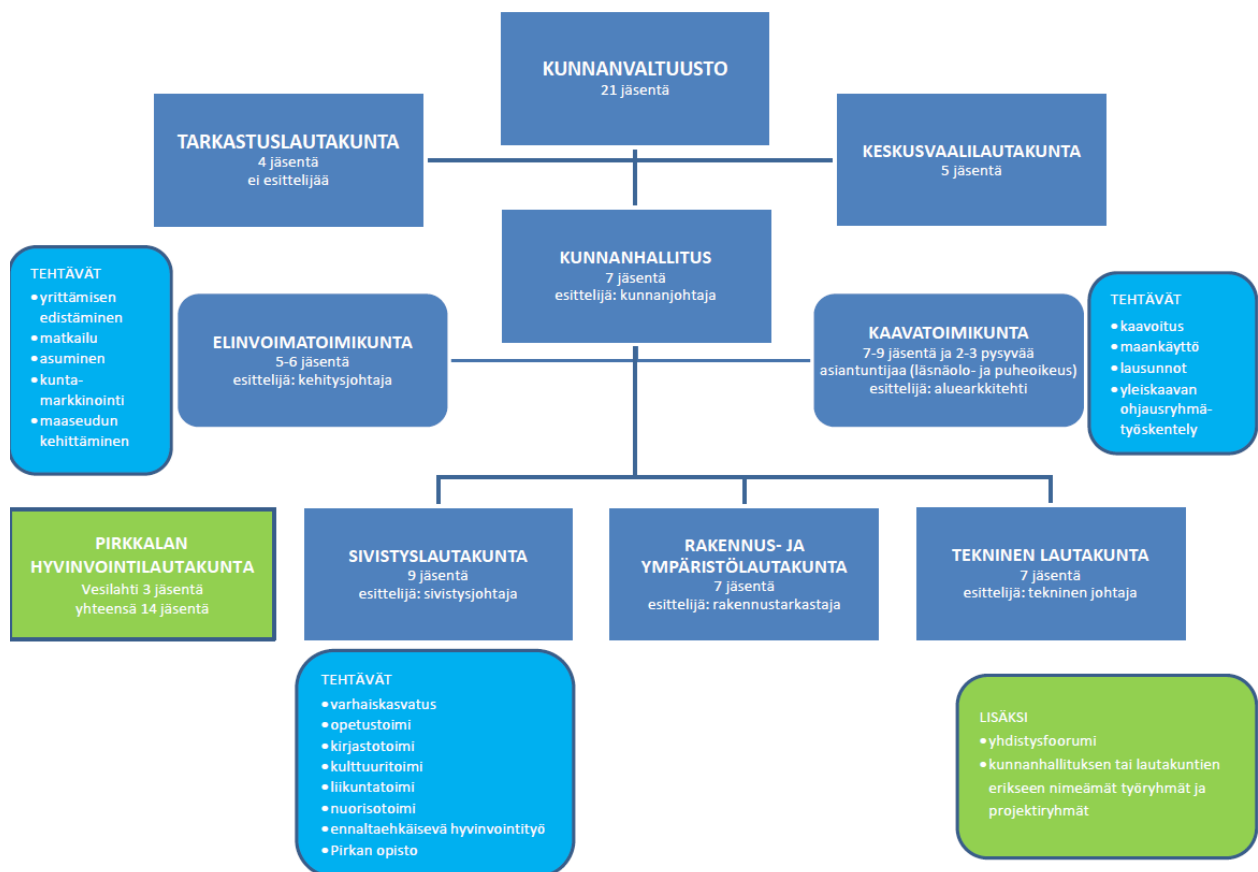 KUNNANVALTUUSTO
21 jäsentä
TARKASTUSLAUTAKUNTA
4 jäsentä
ei esittelijää
KESKUSVAALILAUTAKUNTA
5 jäsentä
KUNNANHALLITUS
7 jäsentä
esittelijä: kunnanjohtaja
TEHTÄVÄT
• yrittämisen
edistäminen
• matkailu
• asuminen
• kunta-
markkinointi
• maaseudun
kehittäminen
ELINVOIMATOIMIKUNTA
5-6 jäsentä
esittelijä: kehitysjohtaja
KAAVATOIMIKUNTA
7-9 jäsentä ja 2-3 pysyvää
asiantuntijaa (läsnäolo- ja puheoikeus)
esittelijä: aluearkkitehti
TEHTÄVÄT
• kaavoitus
• maankäyttö
• lausunnot
• yleiskaavan
ohjausryhmä-
työskentely
PIRKKALAN
HYVINVOINTILAUTAKUNTA
Vesilahti 3 jäsentä
yhteensä 14 jäsentä
SIVISTYSLAUTAKUNTA
9 jäsentä
esittelijä: sivistysjohtaja
RAKENNUS- JA
YMPÄRISTÖLAUTAKUNTA
7 jäsentä
esittelijä: rakennustarkastaja
TEKNINEN LAUTAKUNTA
7 jäsentä
esittelijä: tekninen johtaja
TEHTÄVÄT
• varhaiskasvatus
• opetustoimi
• kirjastotoimi
• kulttuuritoimi
• liikuntatoimi
• nuorisotoimi
• ennaltaehkäisevä hyvinvointityö
• Pirkan opisto
LISÄKSI
• yhdistysfoorumi
• kunnanhallituksen tai lautakuntien
erikseen nimeämät työryhmät ja
projektiryhmät